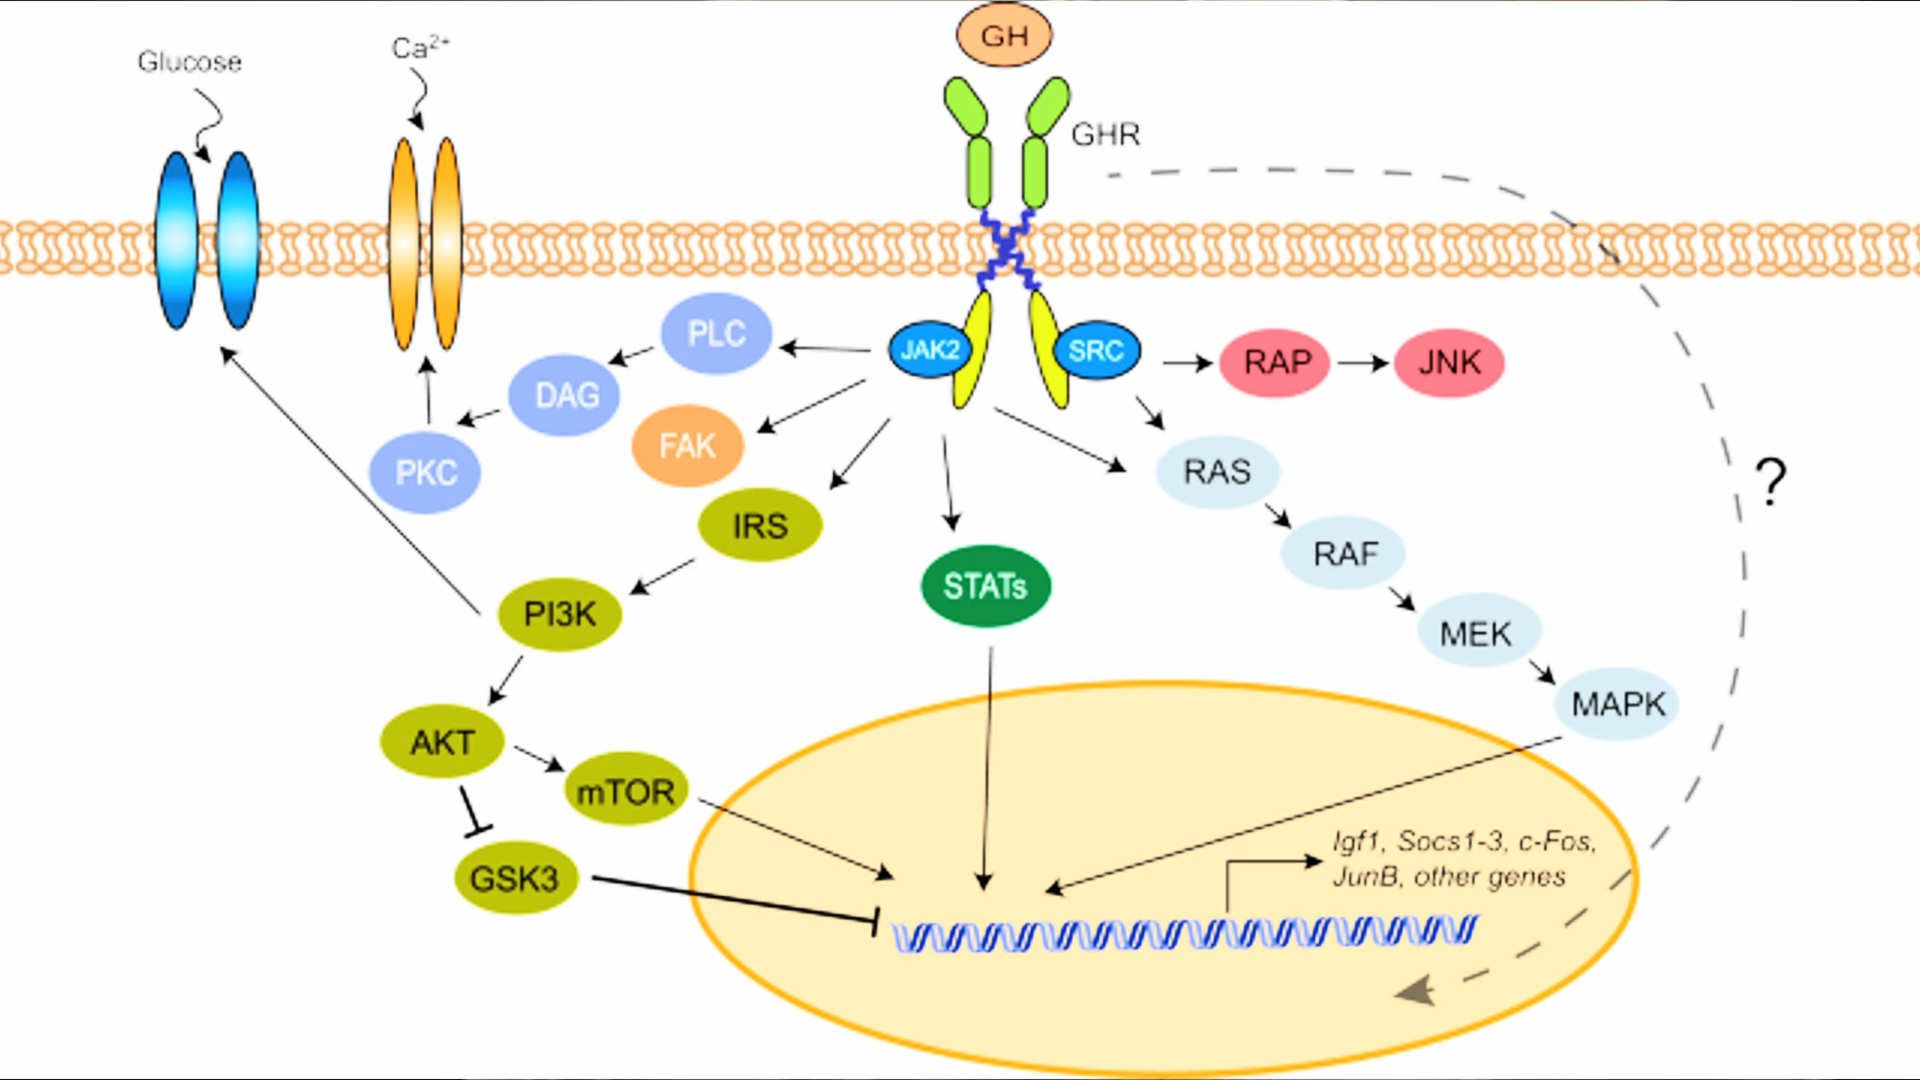 GH
Glucose
Ca²⁺
GHR
PLC
JAK2
SRC
RAP
JNK
DAG
FAK
PKC
RAS
IRS
?
RAF
STATs
PI3K
MEK
MAPK
AKT
mTOR
GSK3
Igf1, Socs1-3, c-Fos,
JunB, other genes